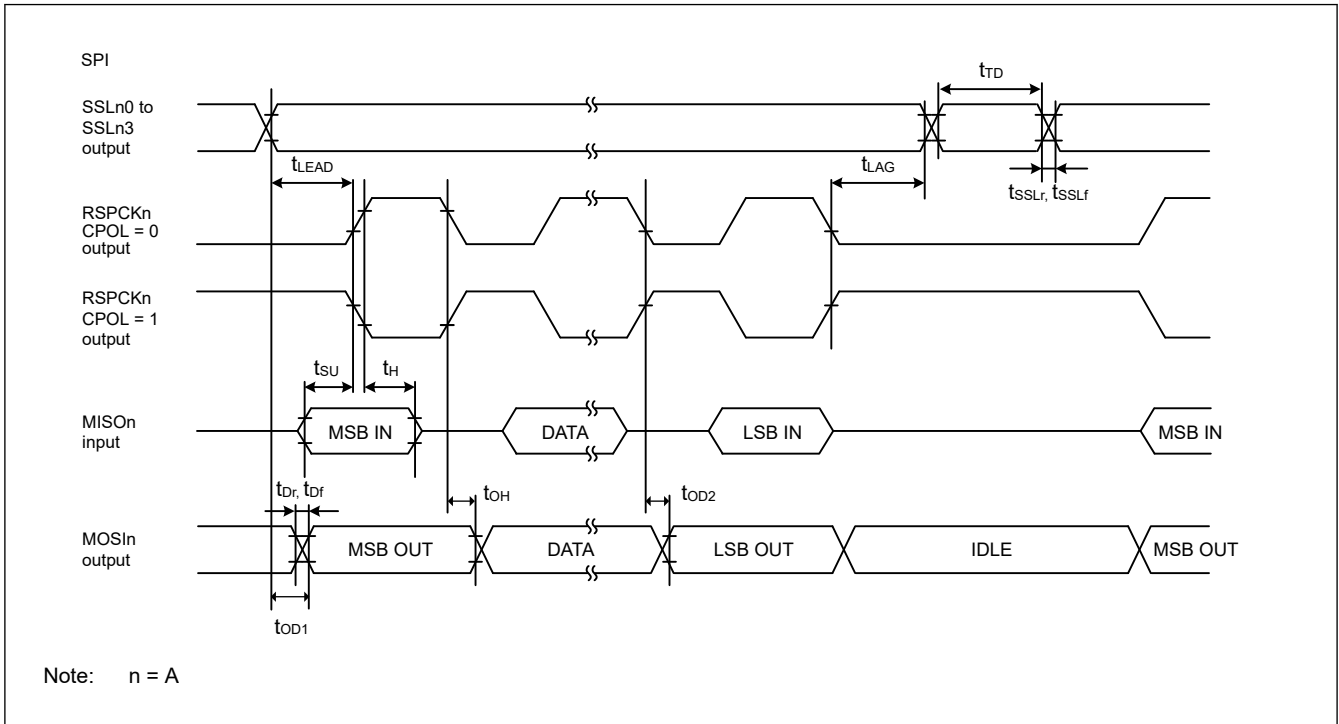 SPI
SSLn0 to
SSLn3
output
tTD
tLEAD
tLAG
tSSLr, tSSLf
RSPCKn
CPOL = 0
output
RSPCKn
CPOL = 1
output
tSU
tH
MISOn
input
MSB IN
DATA
LSB IN
MSB IN
tDr, tDf
tOH
tOD2
MOSIn
output
MSB OUT
DATA
LSB OUT
IDLE
MSB OUT
tOD1
Note: n = A